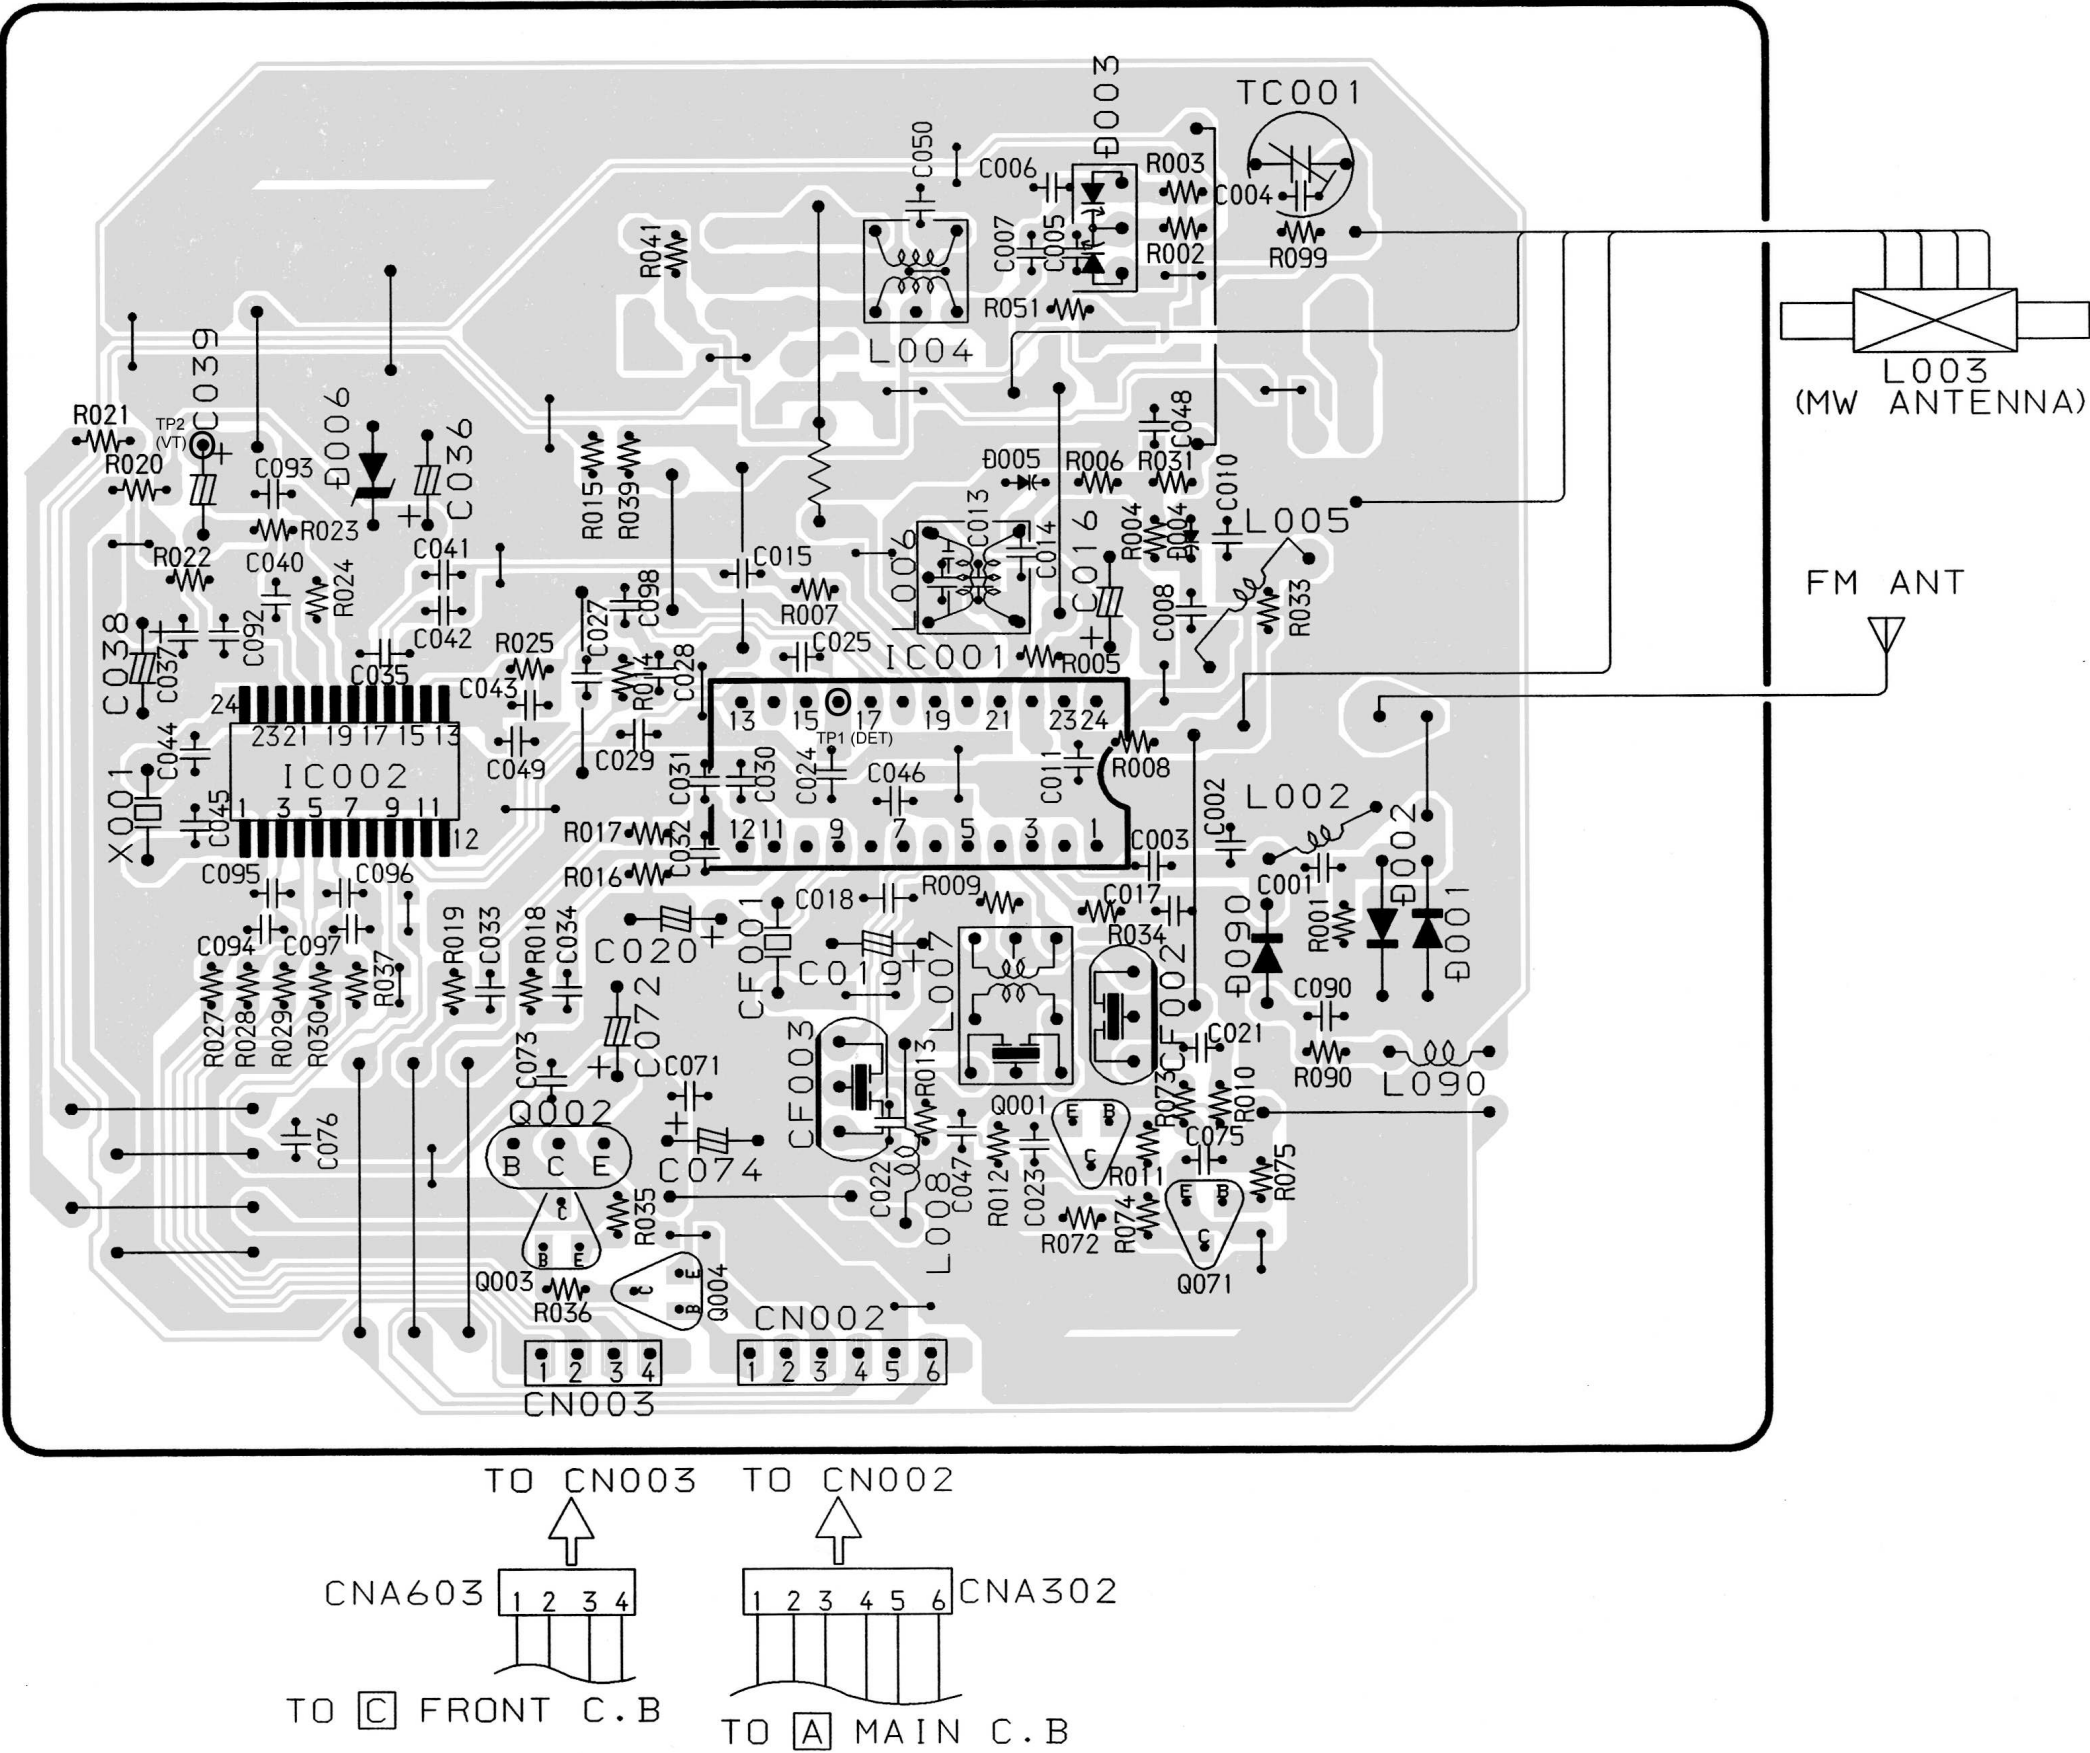 D003
TC001
C050
C006
R003
C004
R041
C007
C005
R002
R099
R051
L004
L003
(MW ANTENNA)
C039
R021
TP2
(VT)
D006
C036
C048
R020
C093
D005
R006
R031
C010
R015
R039
C013
L005
R023
C016
R004
D004
R022
C040
C041
C015
L006
C014
R024
C098
R007
C008
R033
FM ANT
C038
C037
C092
C042
C027
C035
R025
R014
C028
C025
IC001
R005
C043
24
23 21 19 17 15 13
13 15 17 19 21 23 24
TP1 (DET)
C044
C049
C029
IC002
X001
C045
C031
C030
C024
C046
C011
R008
1 3 5 7 9 11
12
C002
L002
D002
R017
C032
12 11 9 7 5 3 1
C003
C095
C096
R016
C018
R009
C017
C001
D001
R019
C033
R018
C034
C020
CF001
C019
L007
R034
CF002
D090
R001
C094
C097
R037
C090
R027
R028
R029
R030
C072
C073
C071
CF003
R013
C021
R090
L090
R073
R010
Q001
E B
C
C076
Q002
B C E
C074
C022
L008
C047
R012
C023
R011
C075
R075
C
B E
R035
R072
R074
E B
C
Q071
Q003
R036
C
E
B
Q004
CN002
1 2 3 4
1 2 3 4 5 6
CN003
TO CN003
TO CN002
CNA603
1 2 3 4
1 2 3 4 5 6
CNA302
TO C FRONT C.B
TO A MAIN C.B